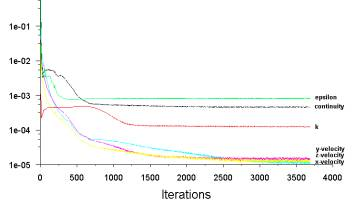 1e-01
1e-02
1e-03
1e-04
1e-05
epsilon
continuity
k
y-velocity
z-velocity
x-velocity
0 500 1000 1500 2000 2500 3000 3500 4000
Iterations